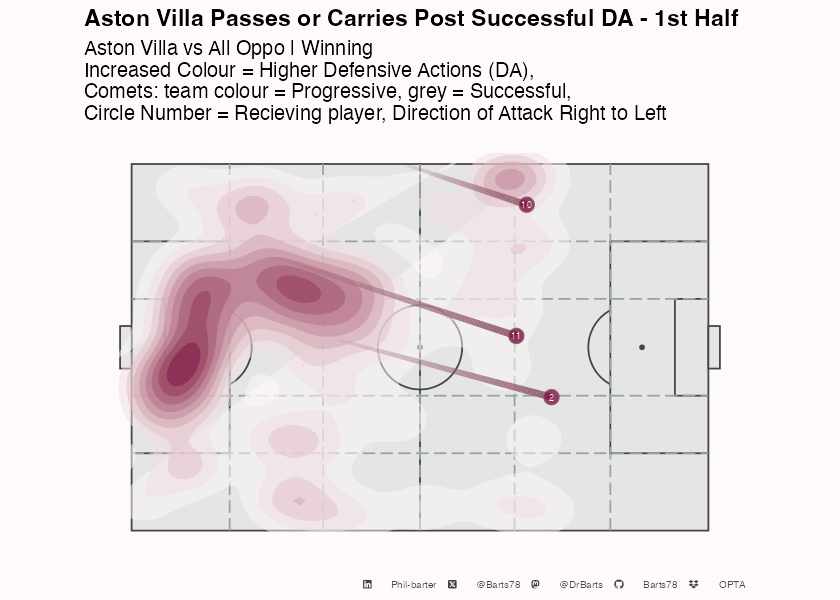 Aston Villa Passes or Carries Post Successful DA - 1st Half
Aston Villa vs All Oppo | Winning
Increased Colour = Higher Defensive Actions (DA),
Comets: team colour = Progressive, grey = Successful,
Circle Number = Recieving player, Direction of Attack Right to Left
10
11
2
Phil-barter @Barts78 @DrBarts Barts78 OPTA